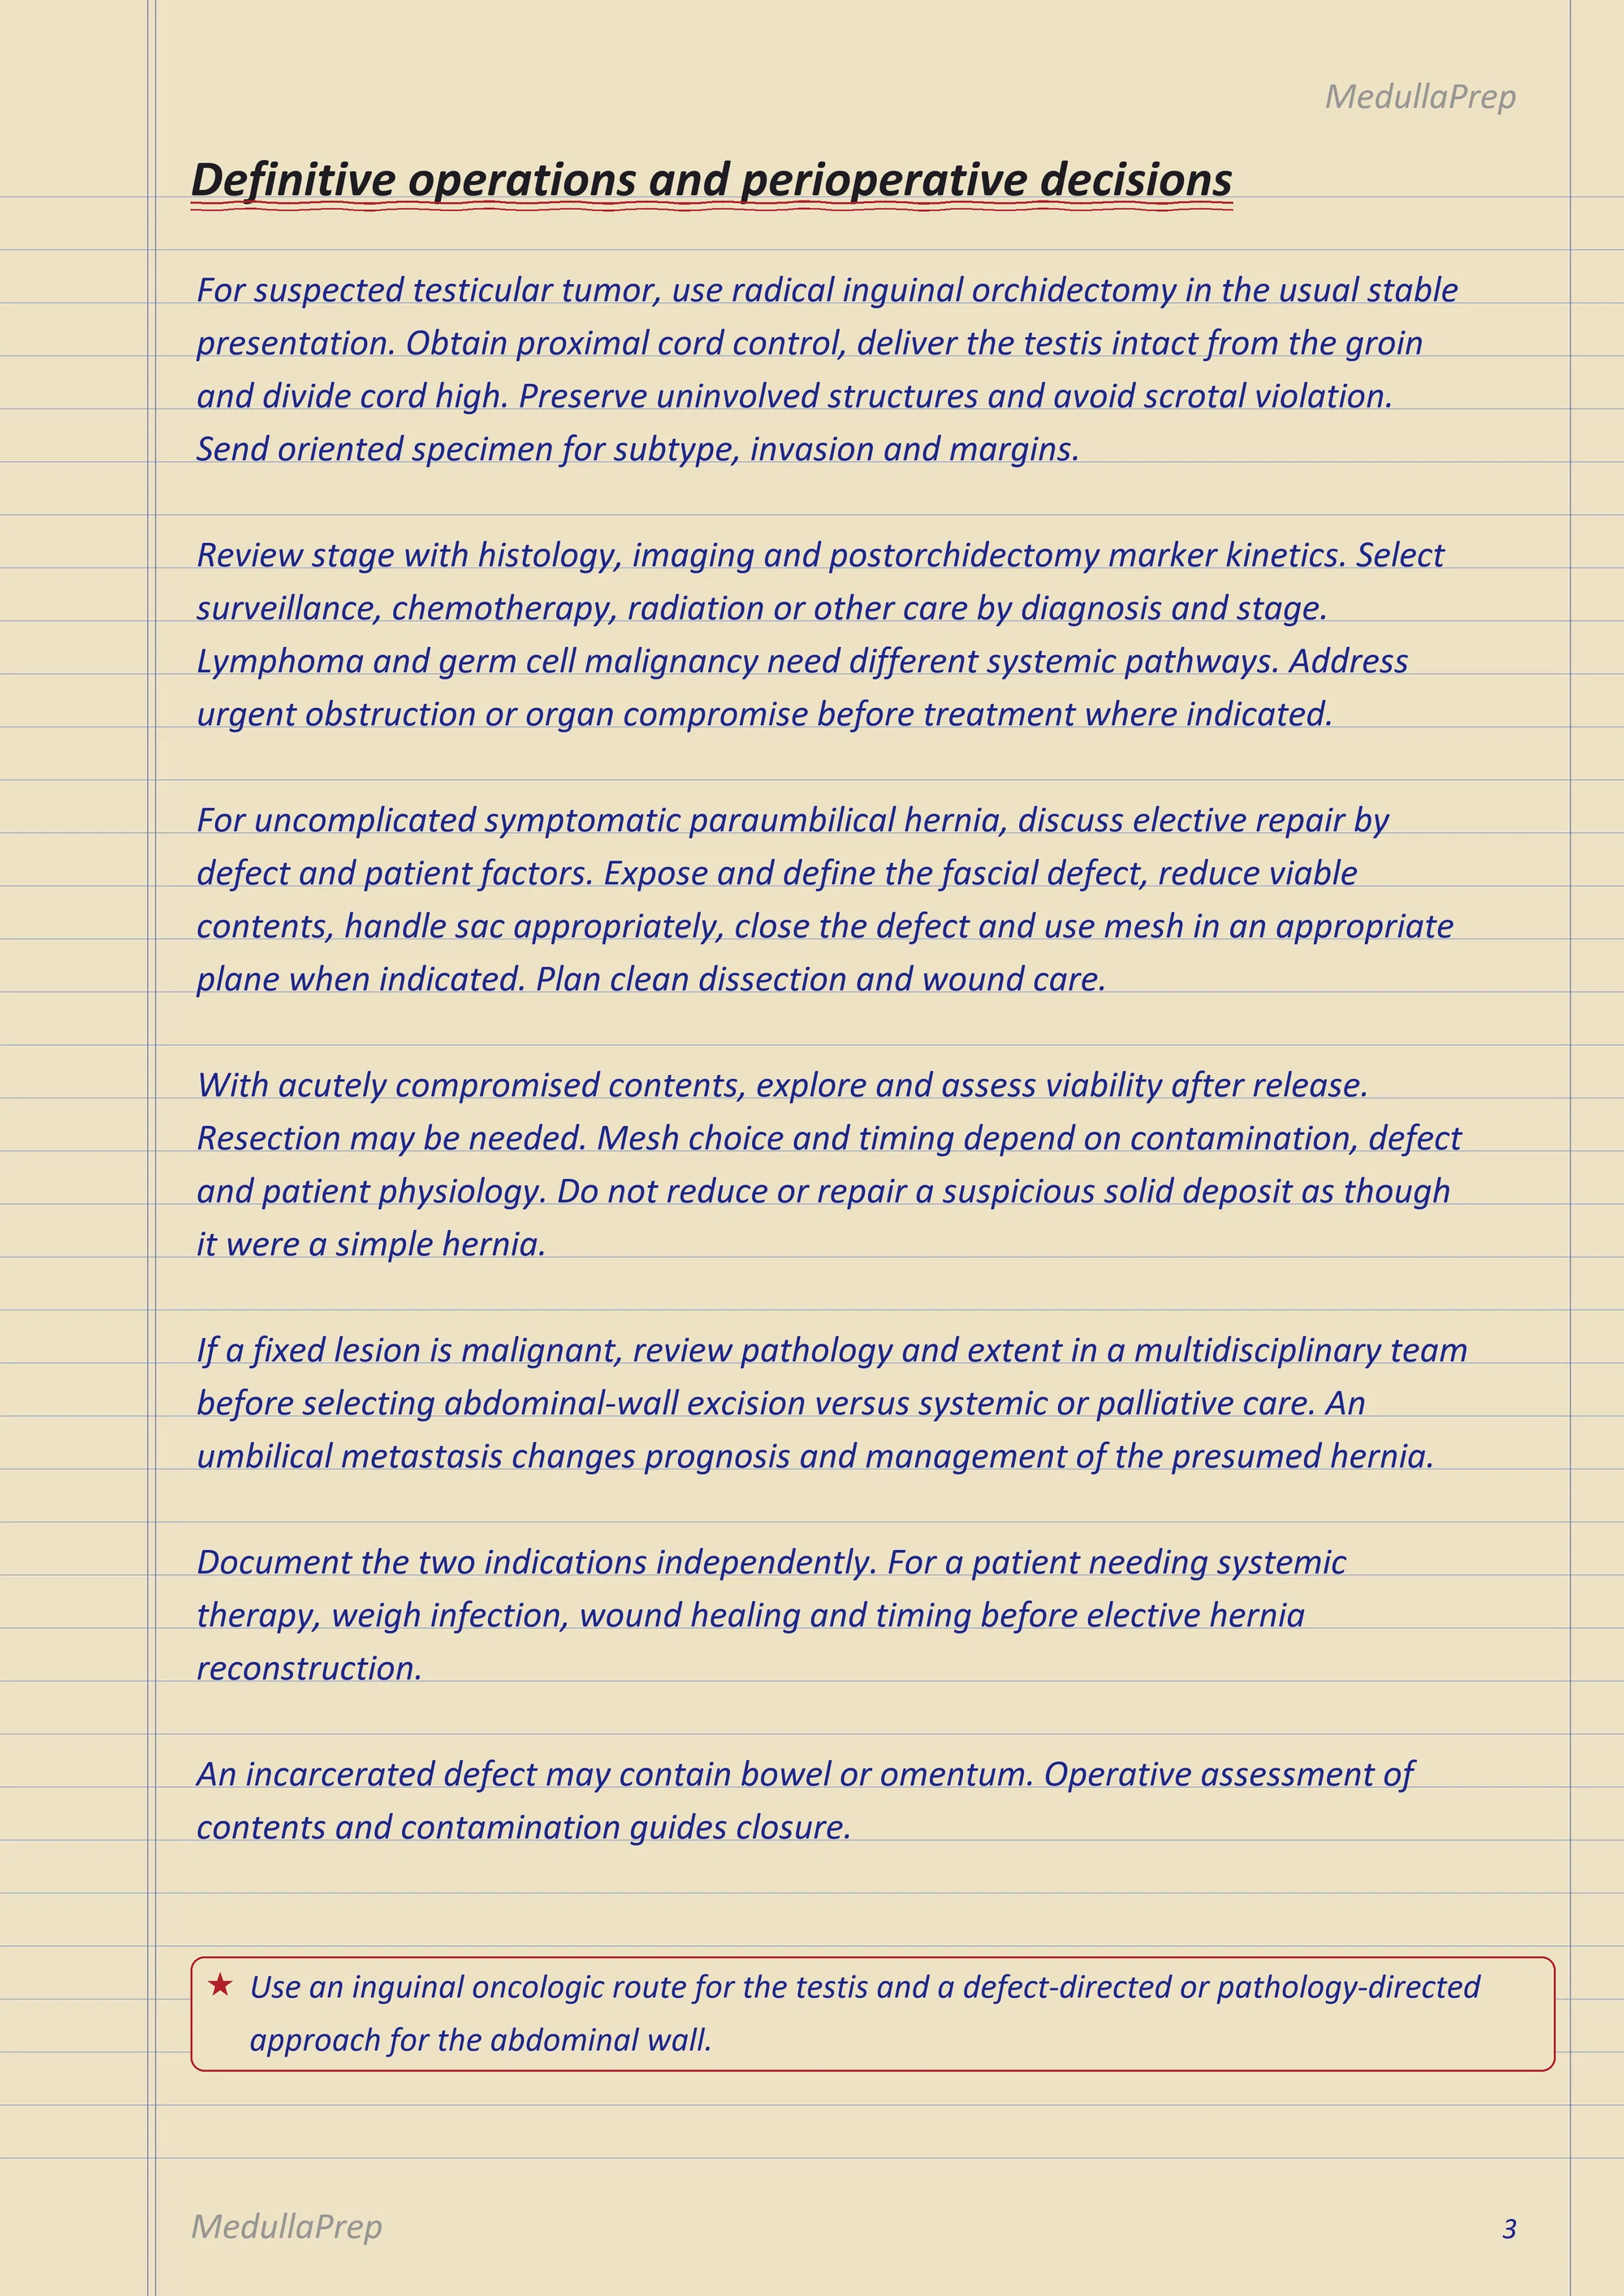 MedullaPrep
Definitive operations and perioperative decisions
For suspected testicular tumor, use radical inguinal orchidectomy in the usual stable
presentation. Obtain proximal cord control, deliver the testis intact from the groin
and divide cord high. Preserve uninvolved structures and avoid scrotal violation.
Send oriented specimen for subtype, invasion and margins.
Review stage with histology, imaging and postorchidectomy marker kinetics. Select
surveillance, chemotherapy, radiation or other care by diagnosis and stage.
Lymphoma and germ cell malignancy need different systemic pathways. Address
urgent obstruction or organ compromise before treatment where indicated.
For uncomplicated symptomatic paraumbilical hernia, discuss elective repair by
defect and patient factors. Expose and define the fascial defect, reduce viable
contents, handle sac appropriately, close the defect and use mesh in an appropriate
plane when indicated. Plan clean dissection and wound care.
With acutely compromised contents, explore and assess viability after release.
Resection may be needed. Mesh choice and timing depend on contamination, defect
and patient physiology. Do not reduce or repair a suspicious solid deposit as though
it were a simple hernia.
If a fixed lesion is malignant, review pathology and extent in a multidisciplinary team
before selecting abdominal-wall excision versus systemic or palliative care. An
umbilical metastasis changes prognosis and management of the presumed hernia.
Document the two indications independently. For a patient needing systemic
therapy, weigh infection, wound healing and timing before elective hernia
reconstruction.
An incarcerated defect may contain bowel or omentum. Operative assessment of
contents and contamination guides closure.
★ Use an inguinal oncologic route for the testis and a defect-directed or pathology-directed
approach for the abdominal wall.
MedullaPrep
3